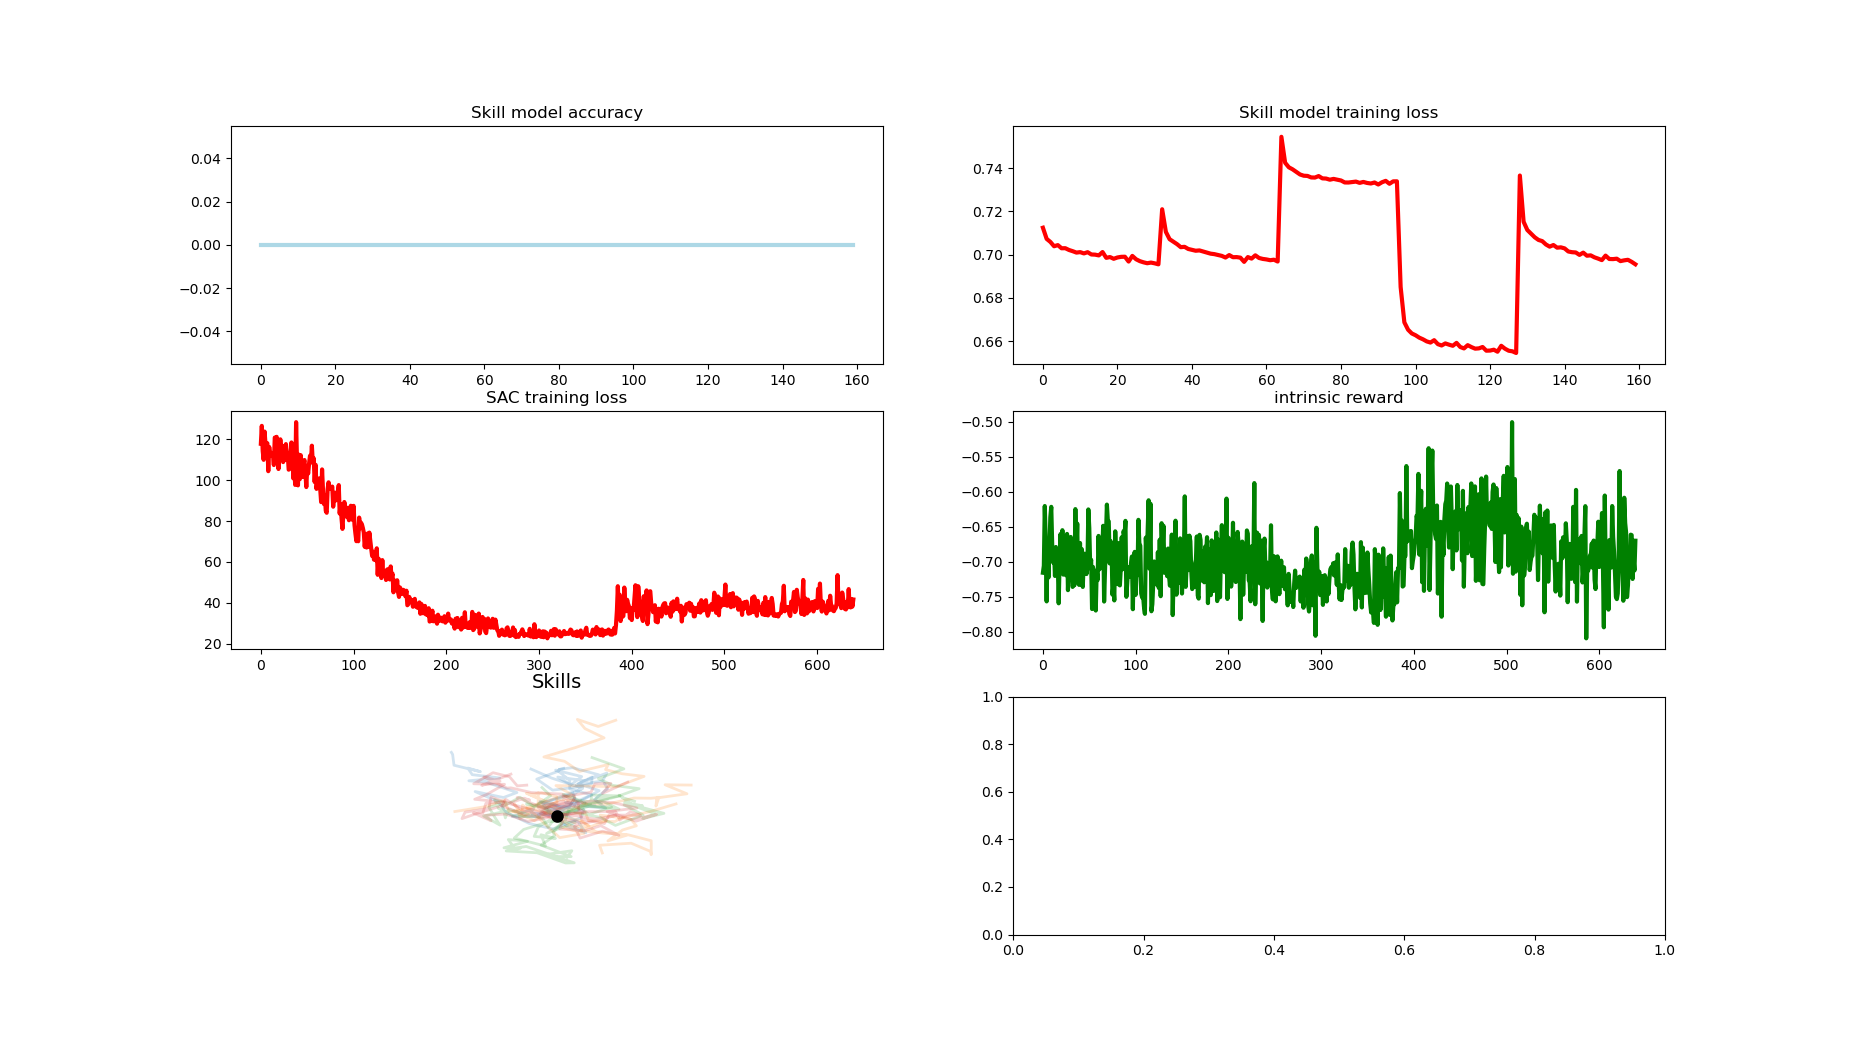 Skill model accuracy
0.04
0.02
0.00
−0.02
−0.04
0 20 40 60 80 100 120 140 160
Skill model training loss
0.74
0.72
0.70
0.68
0.66
0 20 40 60 80 100 120 140 160
SAC training loss
120
100
80
60
40
20
0 100 200 300 400 500 600
intrinsic reward
−0.50
−0.55
−0.60
−0.65
−0.70
−0.75
−0.80
0 100 200 300 400 500 600
Skills
1.0
0.8
0.6
0.4
0.2
0.0
0.0 0.2 0.4 0.6 0.8 1.0